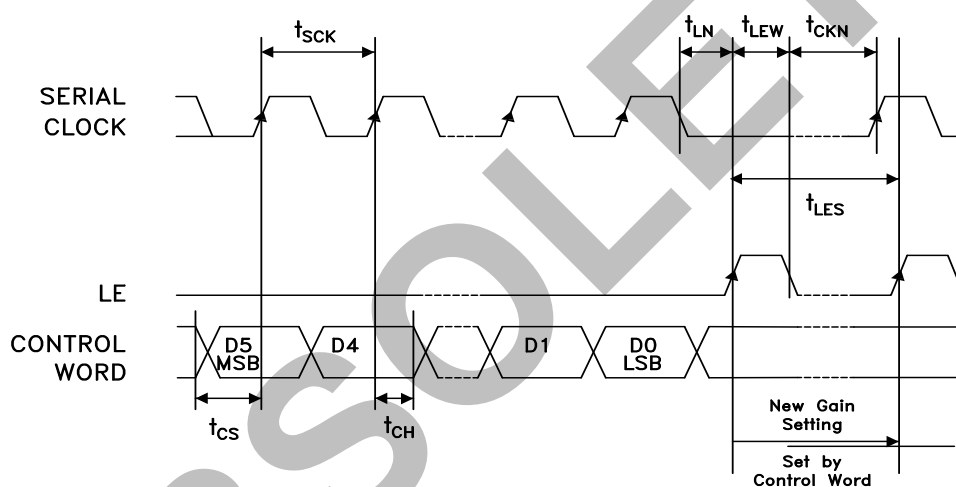 tSCK
tLN
tLEW
tCKN
SERIAL
CLOCK
tLES
LE
CONTROL
WORD
D5
MSB
D4
D1
D0
LSB
tCS
tCH
New Gain
Setting
Set by
Control Word
OBSOLETE